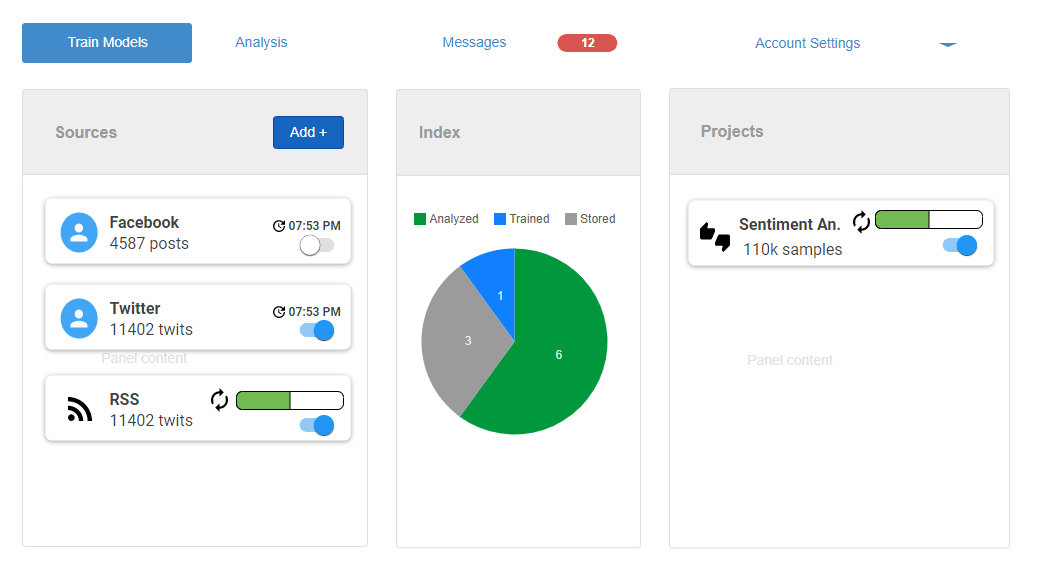 Train Models
Analysis
Messages
12
Account Settings
Sources
Add +
Facebook
4587 posts
07:53 PM
Twitter
11402 twits
07:53 PM
Panel content
RSS
11402 twits
Index
Analyzed
Trained
Stored
1
3
6
Projects
Sentiment An.
110k samples
Panel content